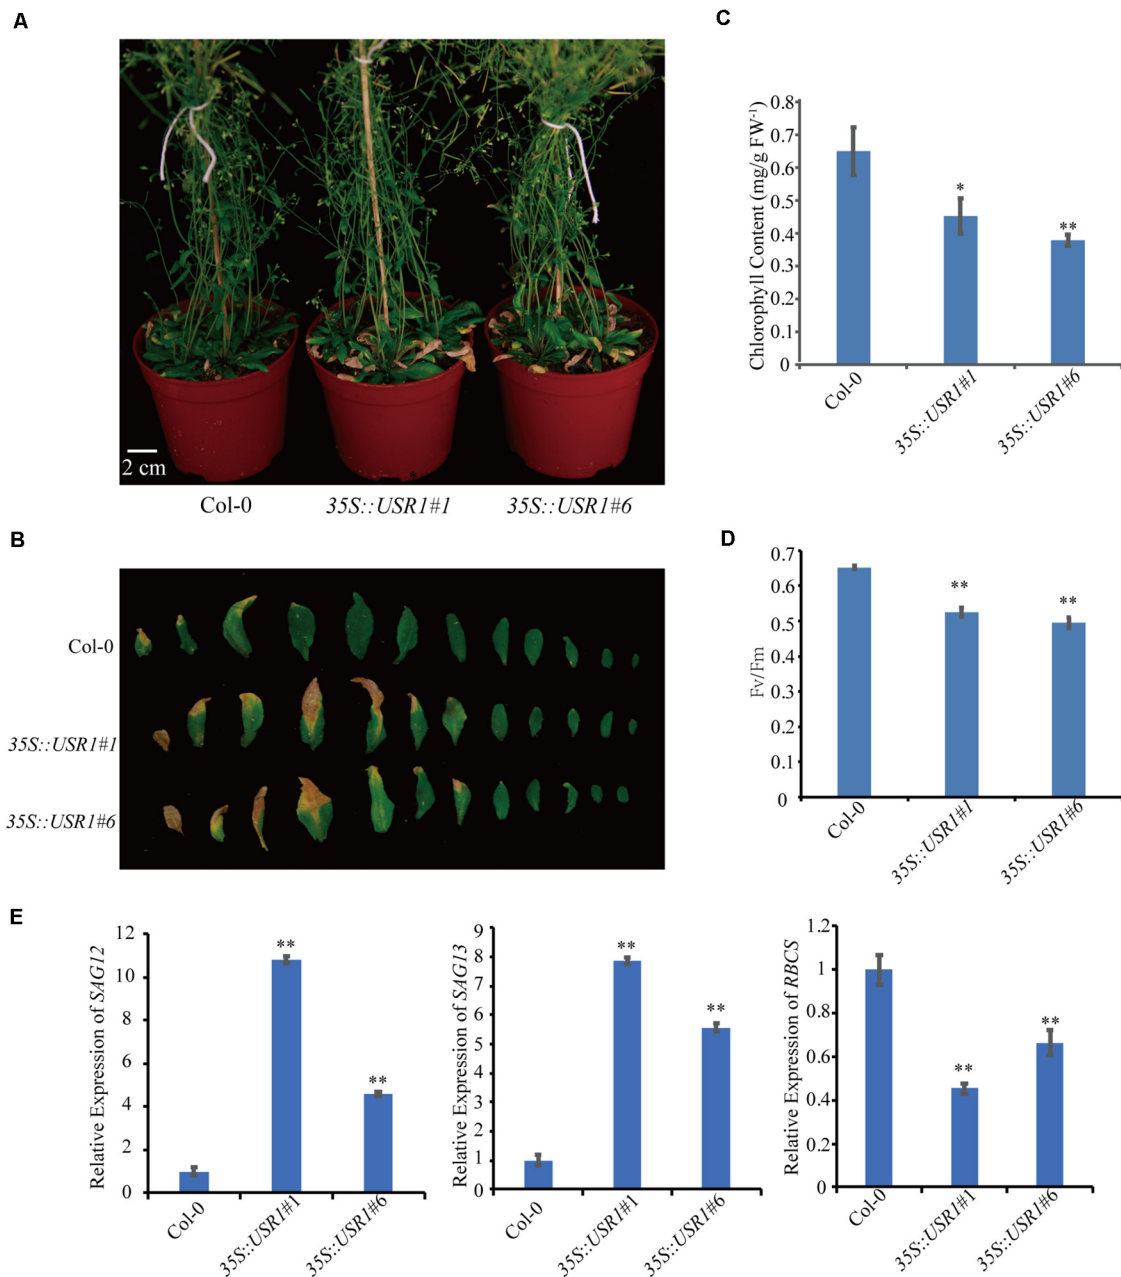 A
2 cm
Col-0 35S::USR1#1 35S::USR1#6
B
Col-0
35S::USR1#1
35S::USR1#6
C
Chlorophyll Content (mg/g FW⁻¹)
0.8
0.7
0.6
0.5
0.4
0.3
0.2
0.1
0
*
**
Col-0
35S::USR1#1
35S::USR1#6
D
Fv/Fm
0.7
0.6
0.5
0.4
0.3
0.2
0.1
0
**
**
Col-0
35S::USR1#1
35S::USR1#6
E
Relative Expression of SAG12
12
10
8
6
4
2
0
**
**
Col-0
35S::USR1#1
35S::USR1#6
Relative Expression of SAG13
9
8
7
6
5
4
3
2
1
0
**
**
Col-0
35S::USR1#1
35S::USR1#6
Relative Expression of RBCS
1.2
1
0.8
0.6
0.4
0.2
0
**
**
Col-0
35S::USR1#1
35S::USR1#6